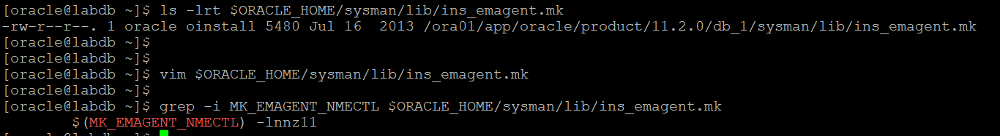 [oracle@labdb ~]$ ls -lrt $ORACLE_HOME/sysman/lib/ins_emagent.mk
-rw-r--r--. 1 oracle oinstall 5480 Jul 16  2013 /ora01/app/oracle/product/11.2.0/db_1/sysman/lib/ins_emagent.mk
[oracle@labdb ~]$
[oracle@labdb ~]$
[oracle@labdb ~]$ vim $ORACLE_HOME/sysman/lib/ins_emagent.mk
[oracle@labdb ~]$
[oracle@labdb ~]$ grep -i MK_EMAGENT_NMECTL $ORACLE_HOME/sysman/lib/ins_emagent.mk
        $(MK_EMAGENT_NMECTL) -lnnz11